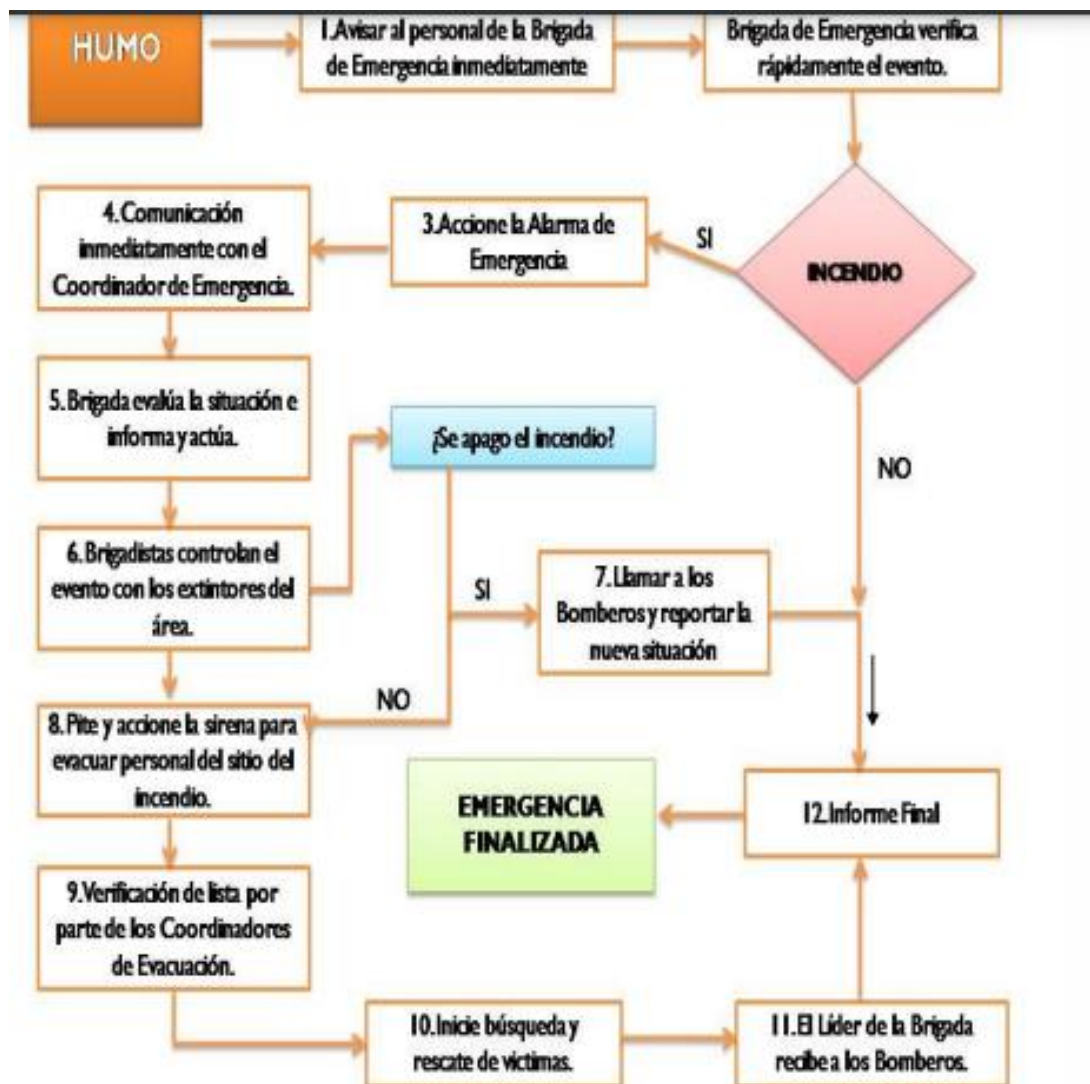 HUMO
1.Avisar al personal de la Brigada
de Emergencia inmediatamente
Brigada de Emergencia verifica
rápidamente el evento.
INCENDIO
SI
3.Accione la Alarma de
Emergencia
4.Comunicación
inmediatamente con el
Coordinador de Emergencia.
5.Brigada evalúa la situación e
informa y actúa.
¿Se apago el incendio?
NO
6.Brigadistas controlan el
evento con los extintores del
área.
SI
7.Llamar a los
Bomberos y reportar la
nueva situación
NO
8.Pite y accione la sirena para
evacuar personal del sitio del
incendio.
EMERGENCIA
FINALIZADA
12.Informe Final
9.Verificación de lista por
parte de los Coordinadores
de Evacuación.
10.Inicie búsqueda y
rescate de victimas.
11.El Líder de la Brigada
recibe a los Bomberos.